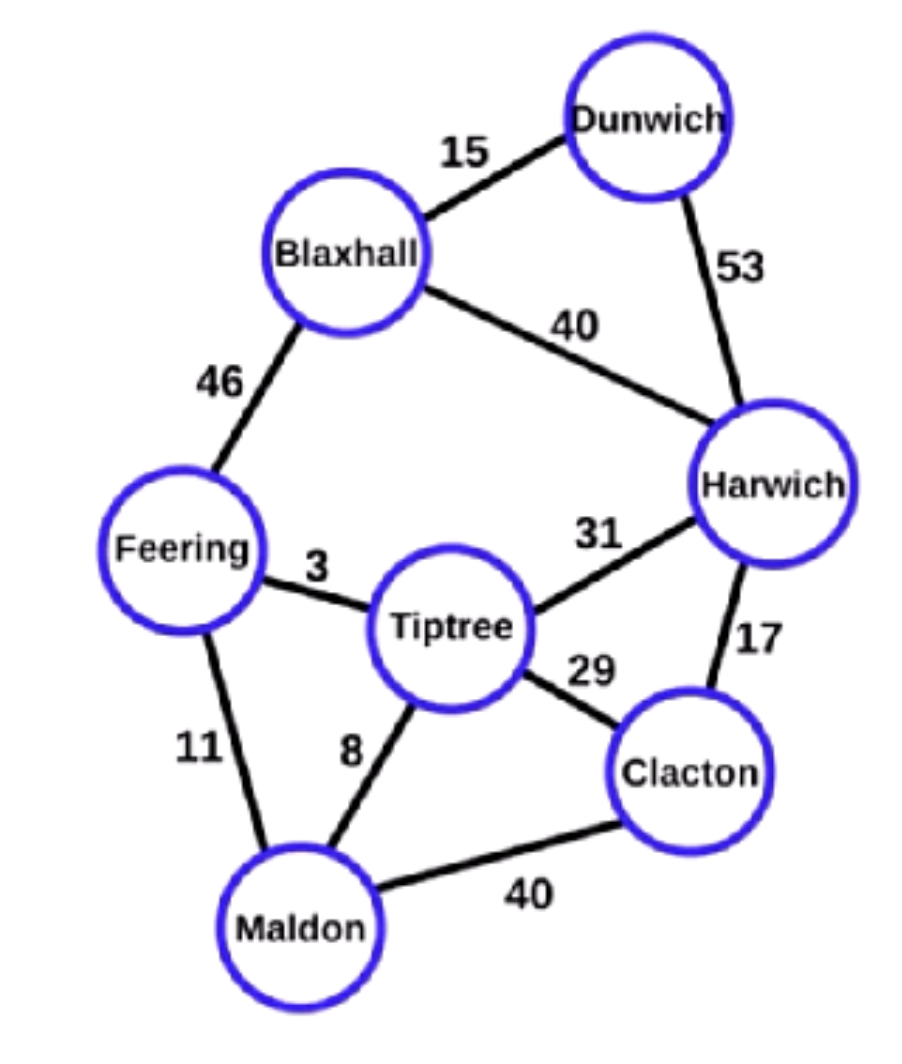 Dunwich
15
Blaxhall
53
40
46
Harwich
31
Feering
3
Tiptree
17
29
11
8
Clacton
40
Maldon